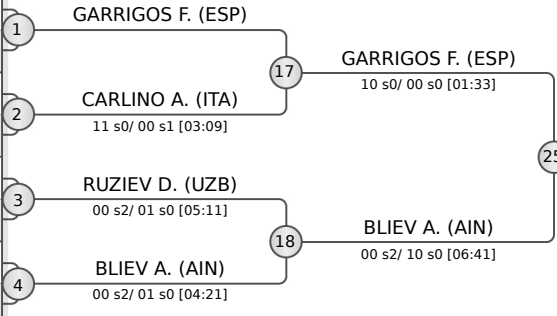 1
GARRIGOS F. (ESP)
17
GARRIGOS F. (ESP)
10 s0/ 00 s0 [01:33]
2
CARLINO A. (ITA)
11 s0/ 00 s1 [03:09]
25
3
RUZIEV D. (UZB)
00 s2/ 01 s0 [05:11]
18
BLIEV A. (AIN)
00 s2/ 10 s0 [06:41]
4
BLIEV A. (AIN)
00 s2/ 01 s0 [04:21]